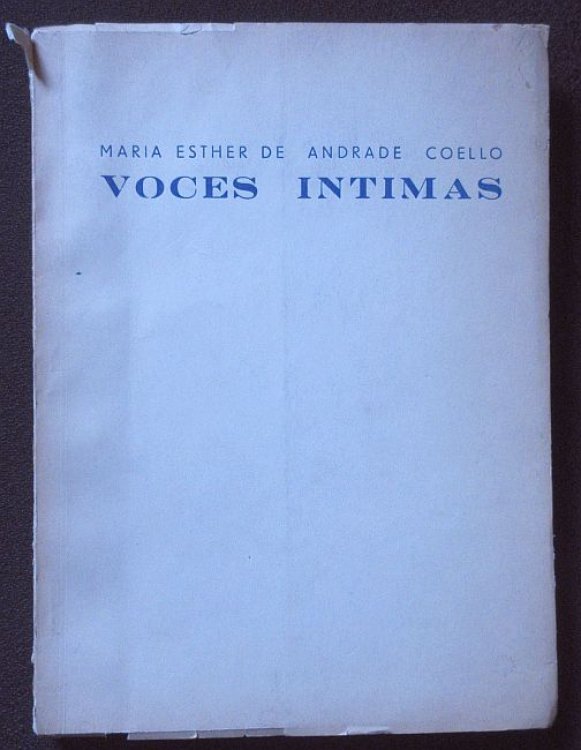 MARIA ESTHER DE ANDRADE COELLO
VOCES INTIMAS